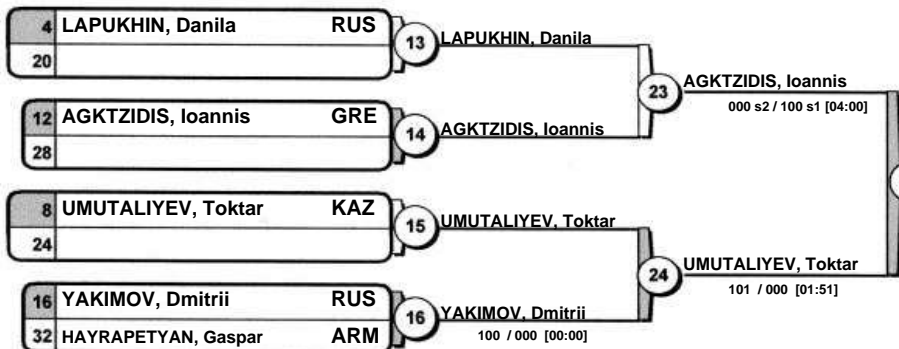 4 LAPUKHIN, Danila RUS
20
13 LAPUKHIN, Danila
12 AGKTZIDIS, Ioannis GRE
28
14 AGKTZIDIS, Ioannis
23 AGKTZIDIS, Ioannis
000 s2 / 100 s1 [04:00]
8 UMUTALIYEV, Toktar KAZ
24
15 UMUTALIYEV, Toktar
16 YAKIMOV, Dmitrii RUS
32 HAYRAPETYAN, Gaspar ARM
16 YAKIMOV, Dmitrii
100 / 000 [00:00]
24 UMUTALIYEV, Toktar
101 / 000 [01:51]